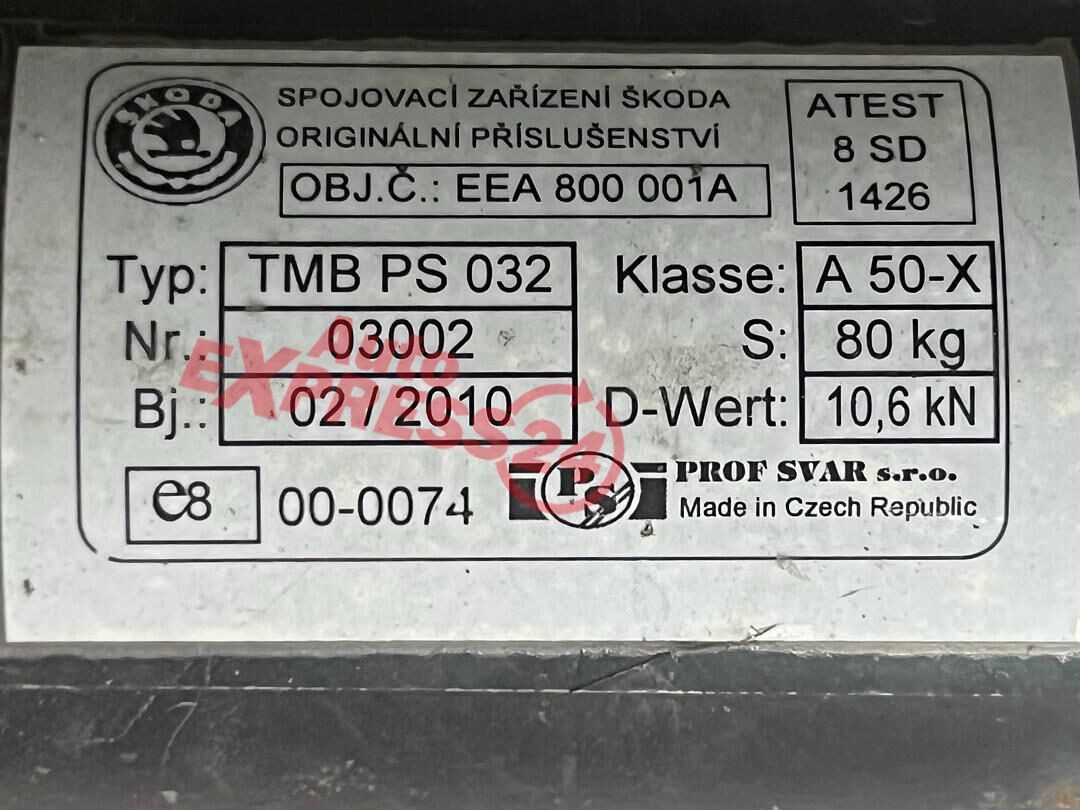 ŠKODA
SPOJOVACÍ ZAŘÍZENÍ ŠKODA
ORIGINÁLNÍ PŘÍSLUŠENSTVÍ
OBJ.Č.: EEA 800 001A
ATEST
8 SD
1426
Typ: TMB PS 032
Klasse: A 50-X
Nr.: 03002
S: 80 kg
Bj.: 02 / 2010
D-Wert: 10,6 kN
Auto
EXPRESS24
e8 00-0074
PS
PROF SVAR s.r.o.
Made in Czech Republic